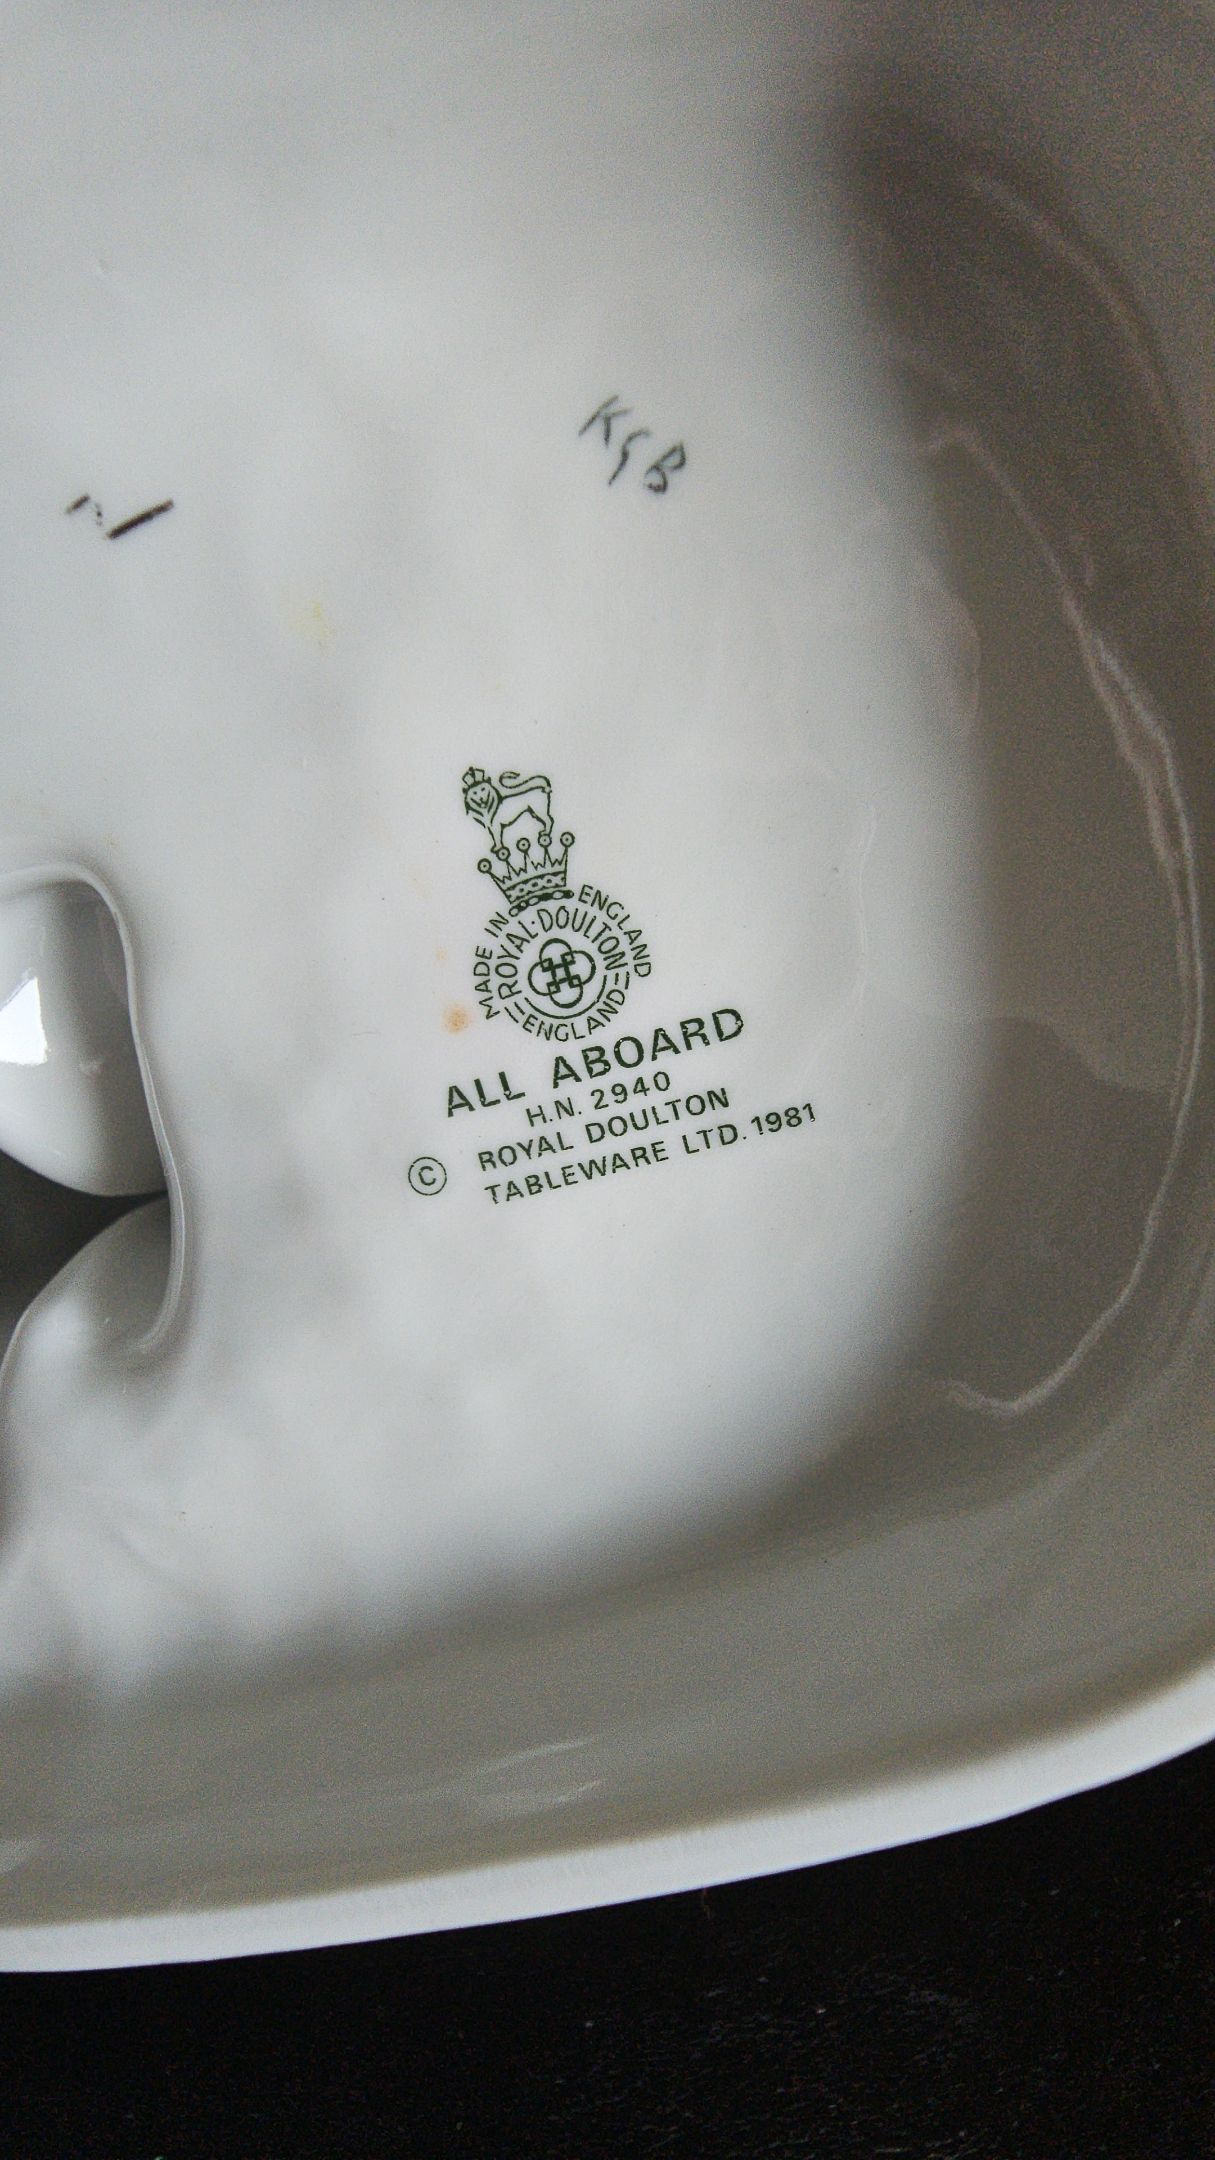 KSB
MADE IN ENGLAND
ROYAL·DOULTON
ENGLAND
ALL ABOARD
H.N. 2940
© ROYAL DOULTON
TABLEWARE LTD. 1981